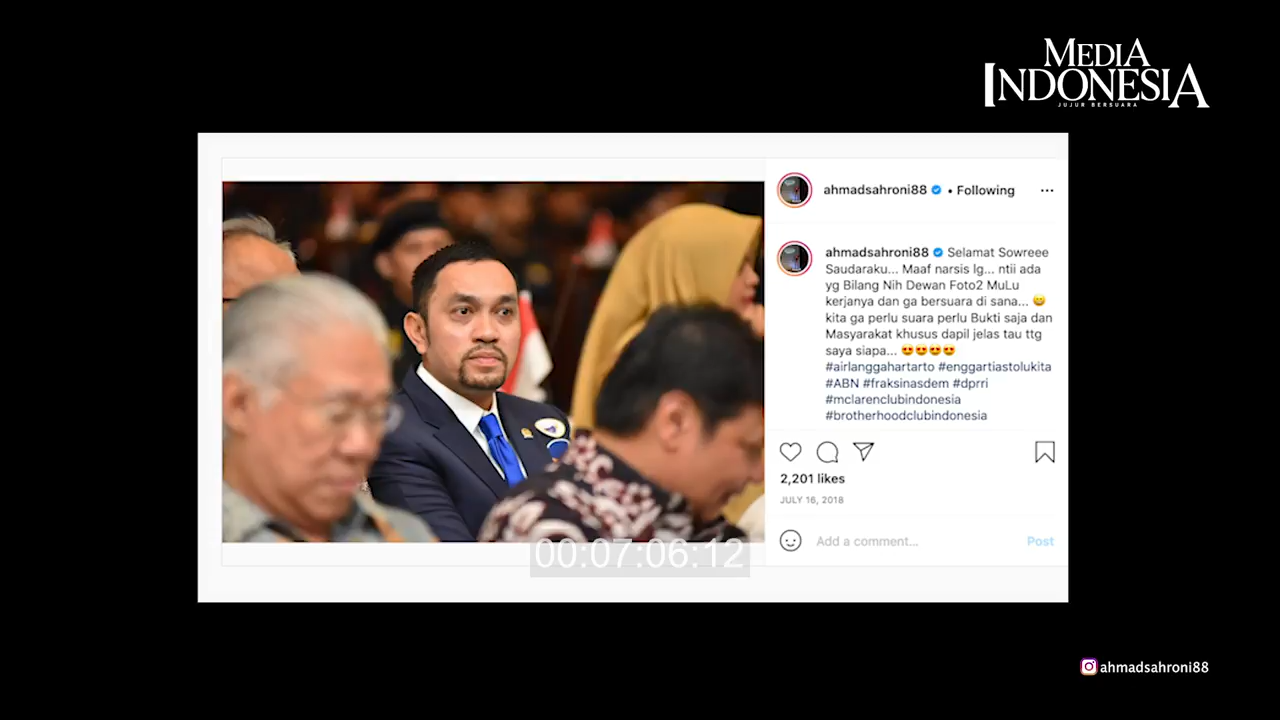 MEDIA
INDONESIA
JUJUR BERSUARA
ahmadsahroni88 • Following
ahmadsahroni88 Selamat Sowreee
Saudaraku... Maaf narsis lg... ntii ada
yg Bilang Nih Dewan Foto2 MuLu
kerjanya dan ga bersuara di sana... 😄
kita ga perlu suara perlu Bukti saja dan
Masyarakat khusus dapil jelas tau ttg
saya siapa... 😍😍😍😍
#airlanggahartarto #enggartiastolukita
#ABN #fraksinasdem #dprri
#mclarenclubindonesia
#brotherhoodclubindonesia
2,201 likes
JULY 16, 2018
Add a comment... Post
00:07:06:12
ahmadsahroni88